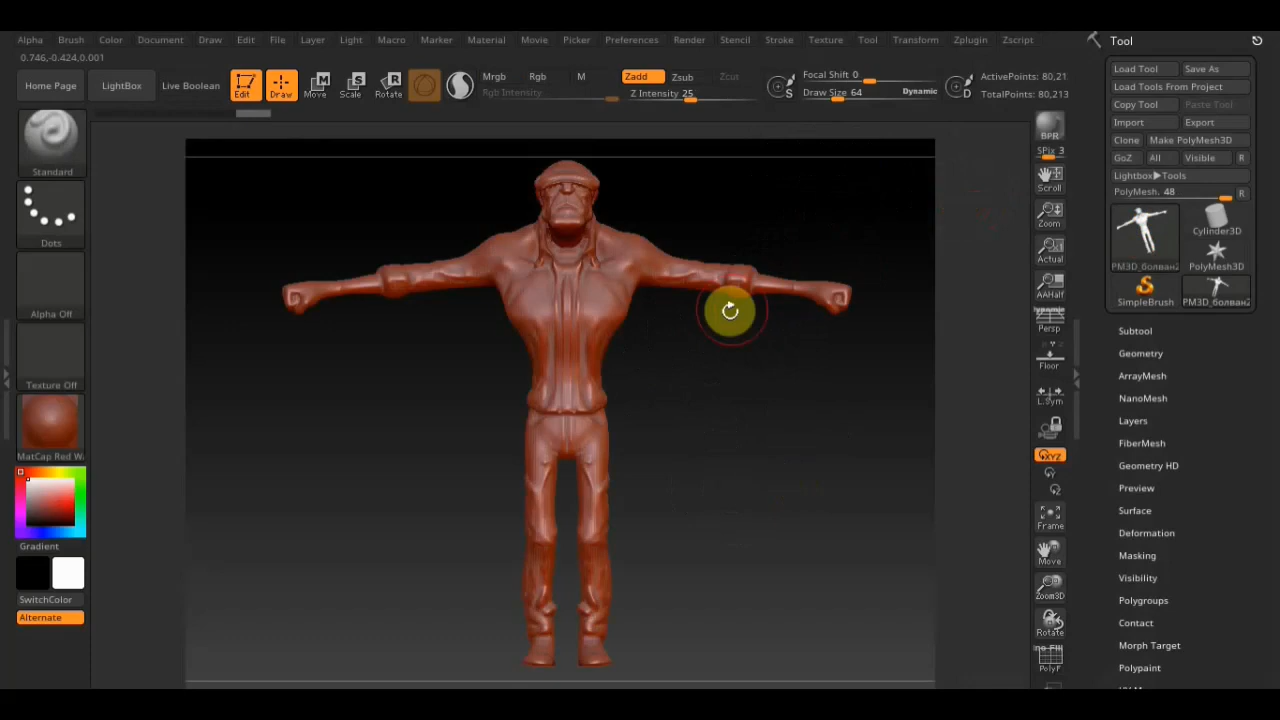 Alpha Brush Color Document Draw Edit File Layer Light Macro Marker Material Movie Picker Preferences Render Stencil Stroke Texture Tool Transform Zplugin Zscript
Tool
0.746,-0.424,0.001
Home Page LightBox Live Boolean Edit Draw Move Scale Rotate
Mrgb Rgb M
Rgb Intensity
Zadd Zsub Zcut
Z Intensity 25
S
Focal Shift 0
Draw Size 64 Dynamic
D
ActivePoints: 80,21
TotalPoints: 80,213
Standard
Dots
Alpha Off
Texture Off
MatCap Red Wa
Gradient
SwitchColor
Alternate
BPR
SPix 3
Scroll
Zoom
Actual
AAHalf
Dynamic
Persp
Floor
L.Sym
XYZ
Y
Z
Frame
Move
Zoom3D
Rotate
PolyF
Load Tool Save As
Load Tools From Project
Copy Tool Paste Tool
Import Export
Clone Make PolyMesh3D
GoZ All Visible R
Lightbox▶Tools
PolyMesh. 48 R
Cylinder3D
PM3D_болван2 PolyMesh3D
SimpleBrush PM3D_болван2
Subtool
Geometry
ArrayMesh
NanoMesh
Layers
FiberMesh
Geometry HD
Preview
Surface
Deformation
Masking
Visibility
Polygroups
Contact
Morph Target
Polypaint